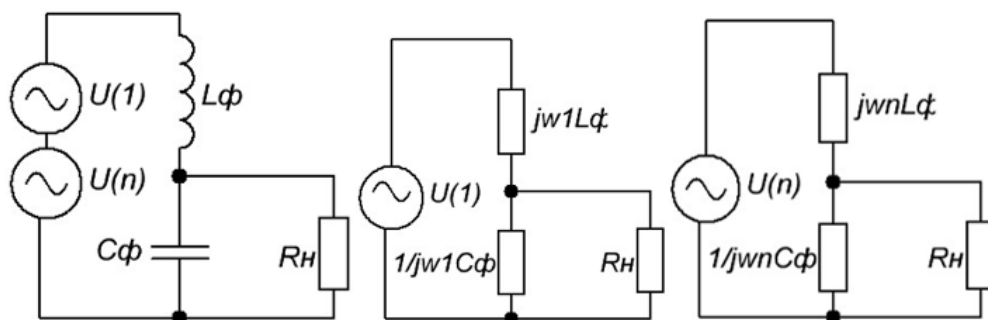 U(1)
Lф
U(n)
Cф
Rн
jw1Lф
U(1)
1/jw1Cф
Rн
jwnLф
U(n)
1/jwnCф
Rн